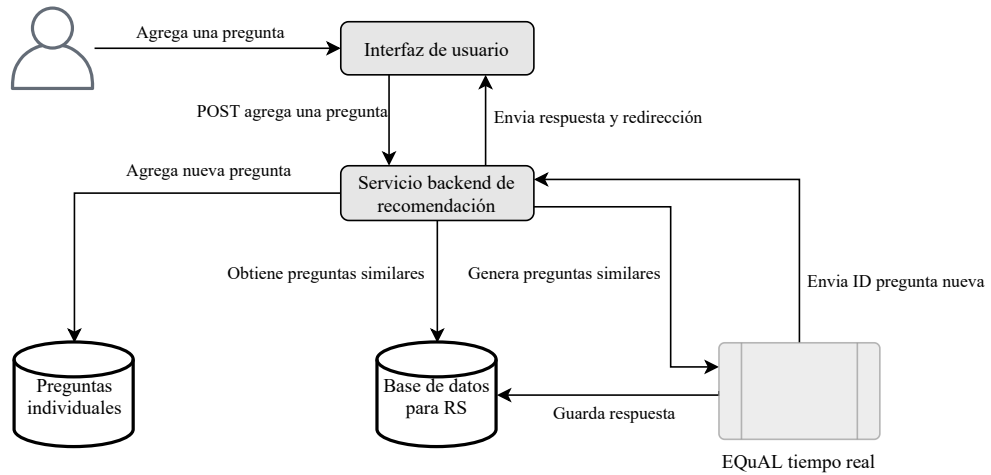 Agrega una pregunta
Interfaz de usuario
POST agrega una pregunta
Envia respuesta y redirección
Agrega nueva pregunta
Servicio backend de
recomendación
Obtiene preguntas similares
Genera preguntas similares
Envia ID pregunta nueva
Preguntas
individuales
Base de datos
para RS
Guarda respuesta
EQuAL tiempo real